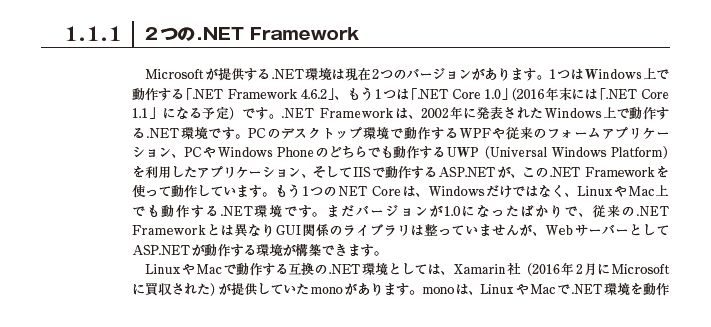 1.1.1 2つの.NET Framework
Microsoftが提供する.NET環境は現在2つのバージョンがあります。1つはWindows上で
動作する「.NET Framework 4.6.2」、もう1つは「.NET Core 1.0」(2016年末には「.NET Core
1.1」になる予定)です。.NET Frameworkは、2002年に発表されたWindows上で動作す
る.NET環境です。PCのデスクトップ環境で動作するWPFや従来のフォームアプリケー
ション、PCやWindows Phoneのどちらでも動作するUWP(Universal Windows Platform)
を利用したアプリケーション、そしてIISで動作するASP.NETが、この.NET Frameworkを
使って動作しています。もう1つのNET Coreは、Windowsだけではなく、LinuxやMac上
でも動作する.NET環境です。まだバージョンが1.0になったばかりで、従来の.NET
Frameworkとは異なりGUI関係のライブラリは整っていませんが、Webサーバーとして
ASP.NETが動作する環境が構築できます。
LinuxやMacで動作する互換の.NET環境としては、Xamarin社(2016年2月にMicrosoft
に買収された)が提供していたmonoがあります。monoは、LinuxやMacで.NET環境を動作